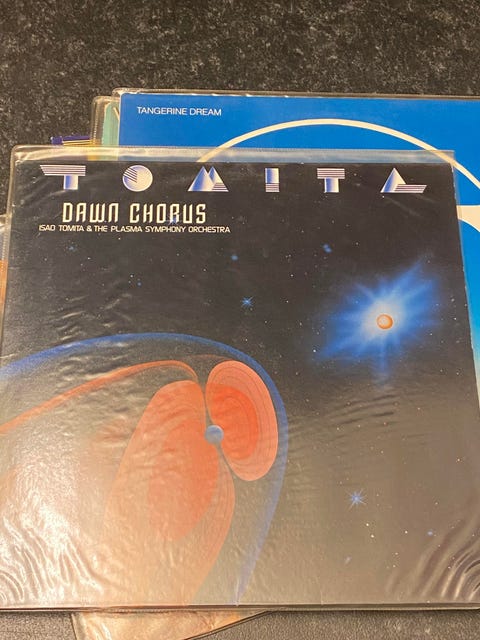 TANGERINE DREAM
TOMITA
DAWN CHORUS
ISAO TOMITA & THE PLASMA SYMPHONY ORCHESTRA